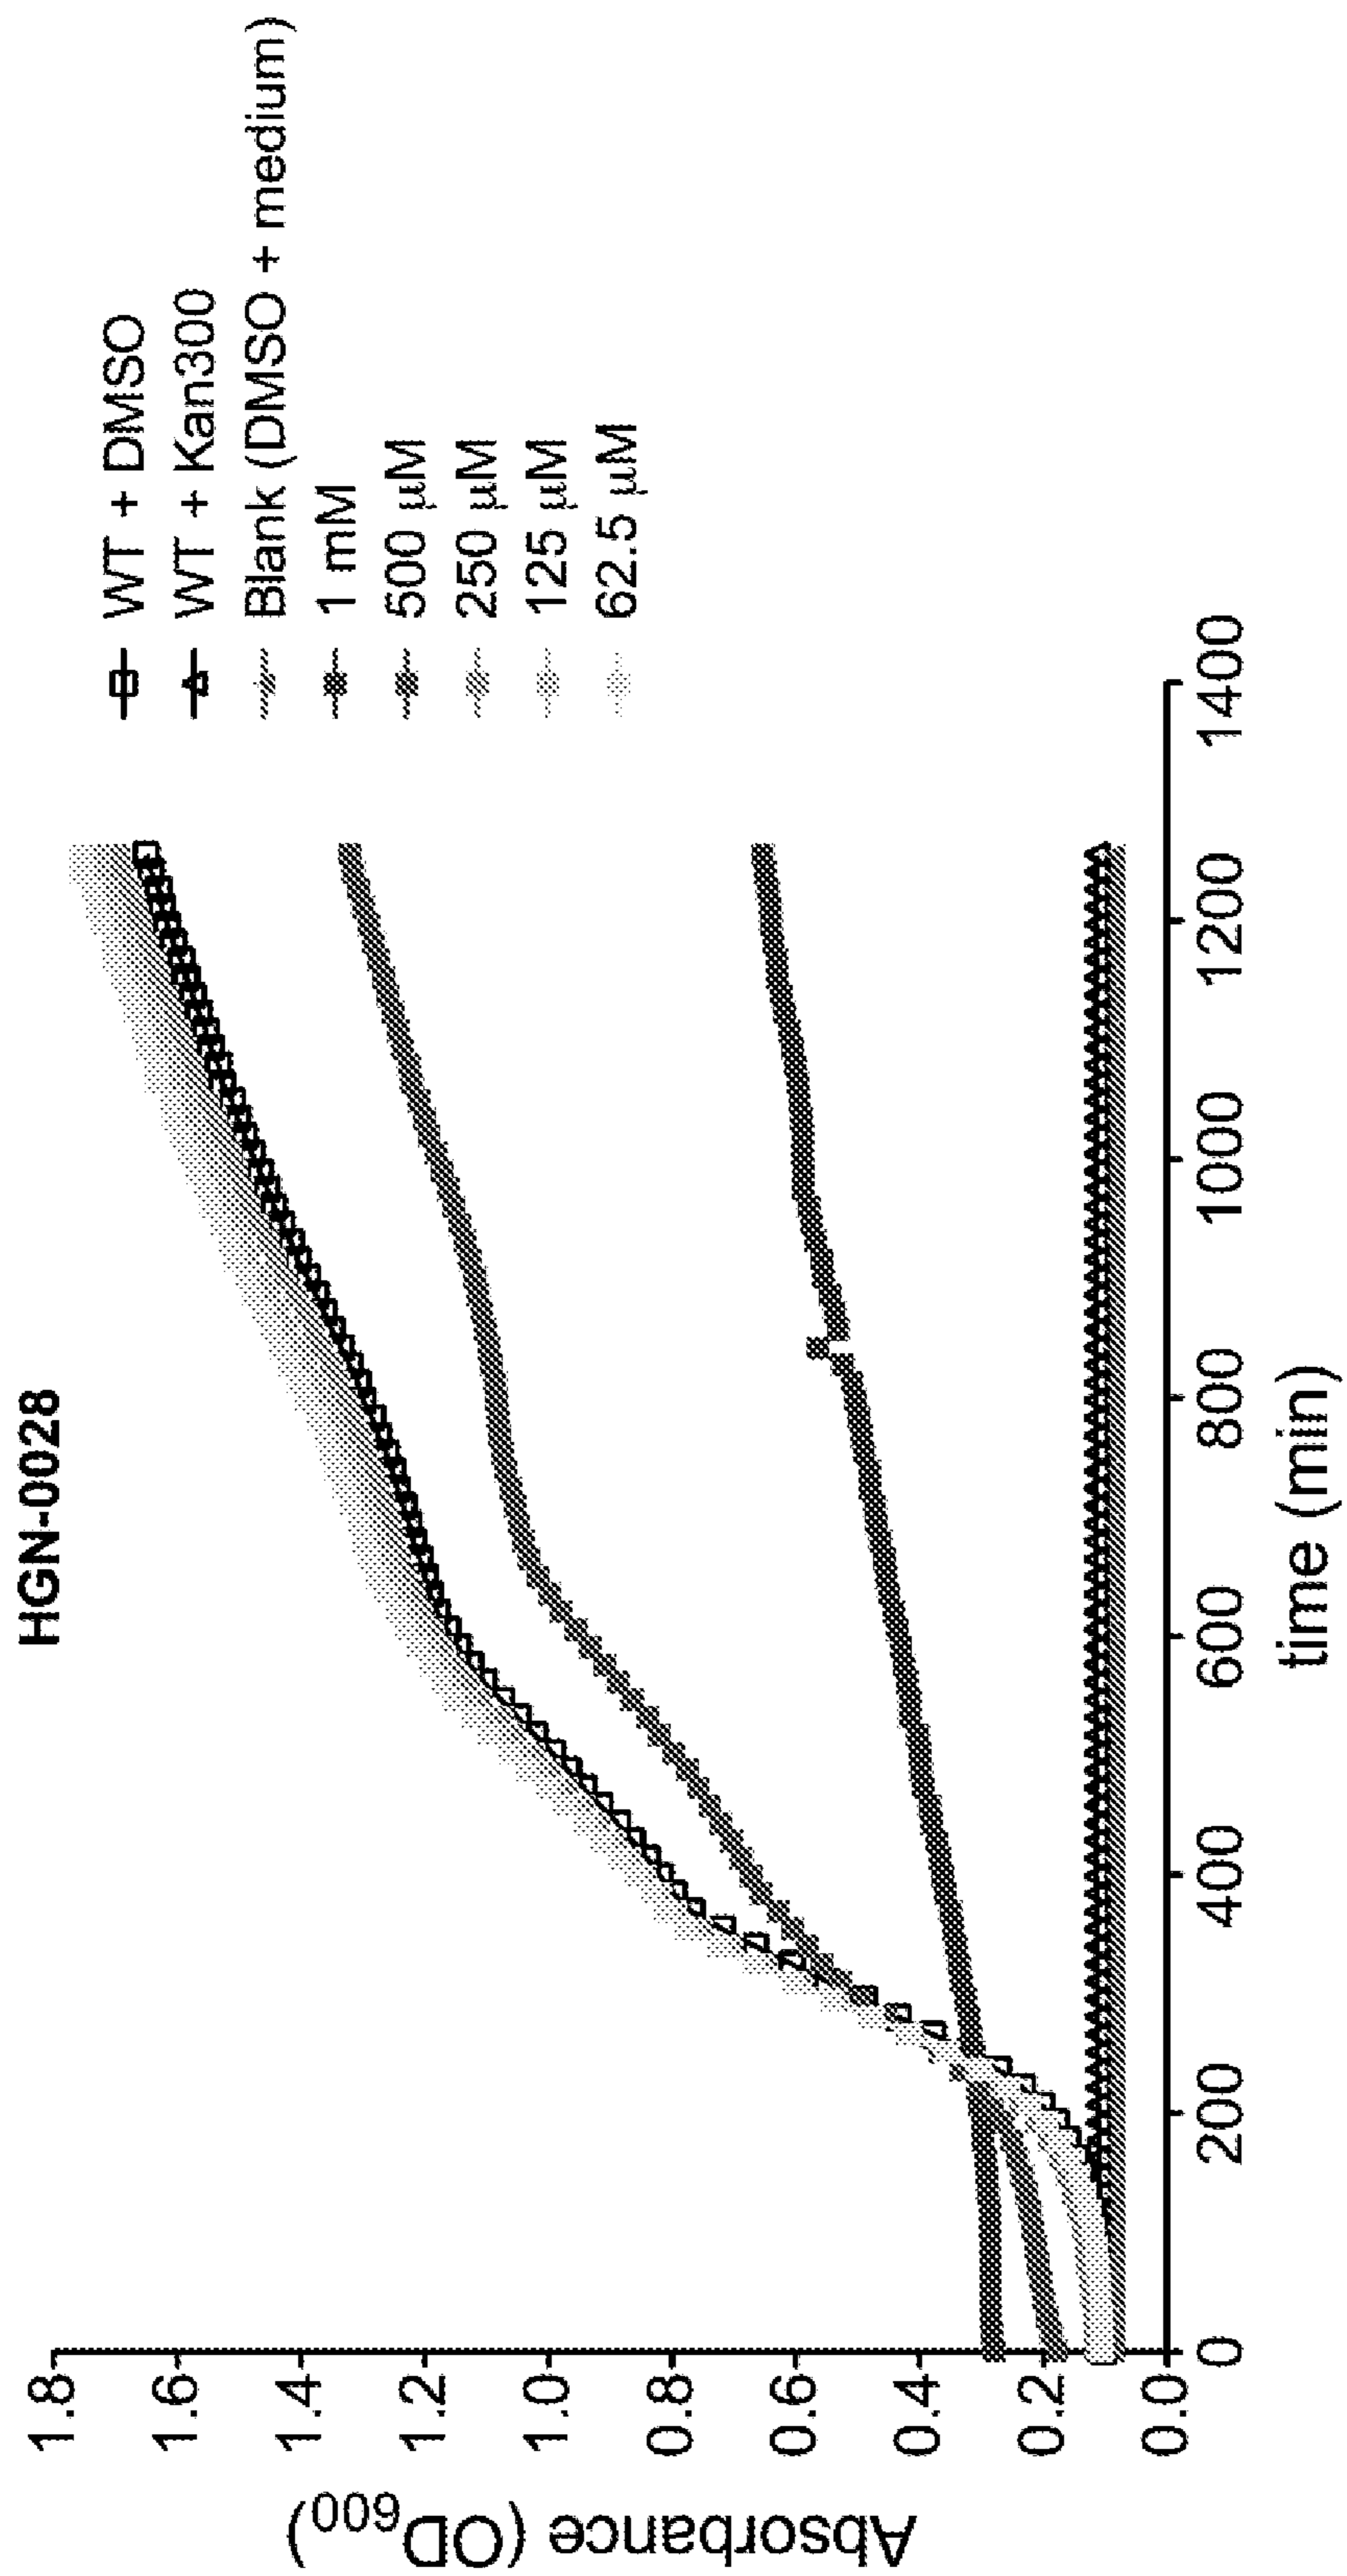 HGN-0028
WT + DMSO
WT + Kan300
Blank (DMSO + medium)
1 mM
500 µM
250 µM
125 µM
62.5 µM
Absorbance (OD600)
1.8
1.6
1.4
1.2
1.0
0.8
0.6
0.4
0.2
0.0
0 200 400 600 800 1000 1200 1400
time (min)